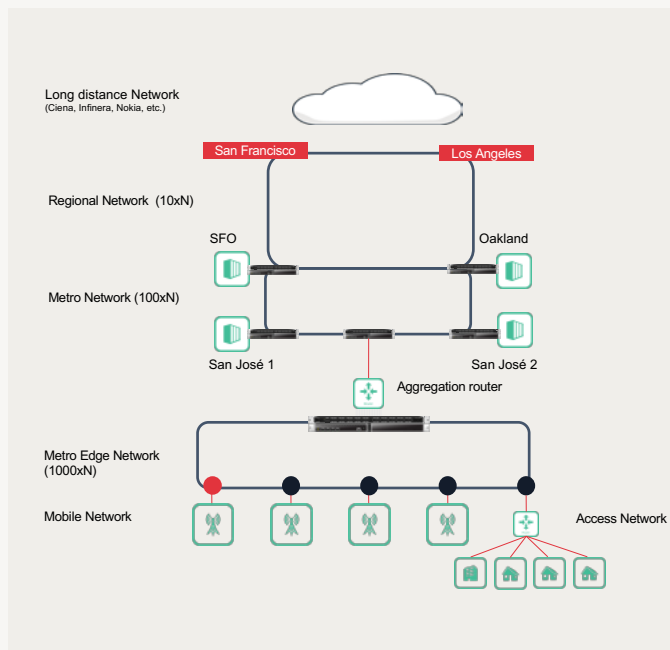 Long distance Network
(Ciena, Infinera, Nokia, etc.)
San Francisco
Los Angeles
Regional Network (10xN)
SFO
Oakland
Metro Network (100xN)
San José 1
San José 2
Aggregation router
Metro Edge Network
(1000xN)
Mobile Network
Access Network